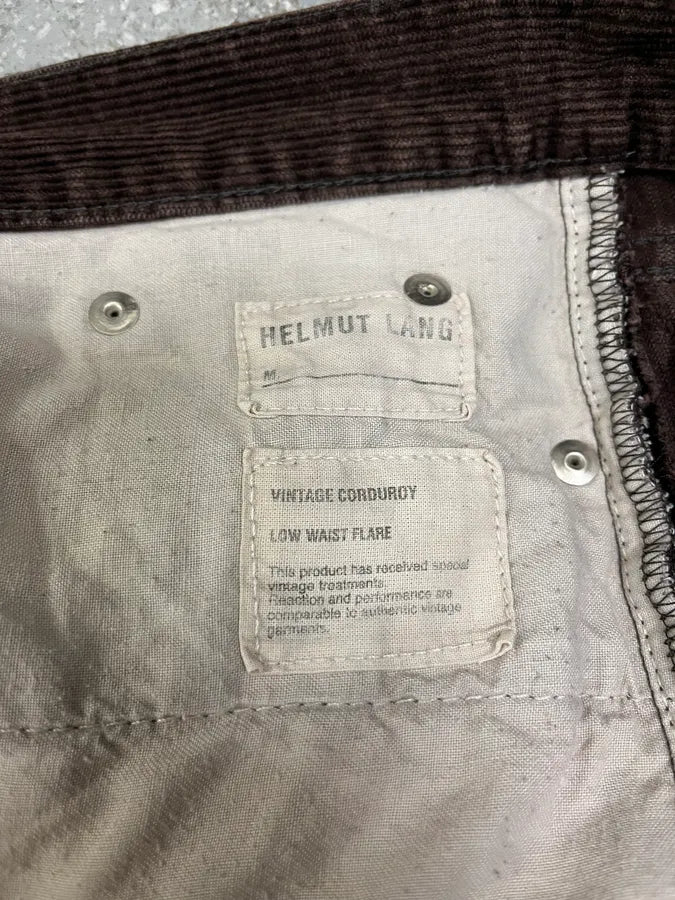 HELMUT LANG
M.
VINTAGE CORDUROY
LOW WAIST FLARE
This product has received special
vintage treatments.
Reaction and performance are
comparable to authentic vintage
garments.